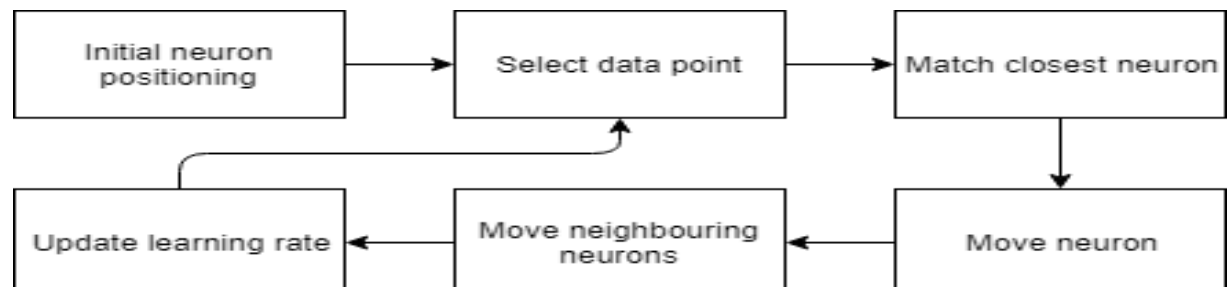 Initial neuron
positioning
Select data point
Match closest neuron
Update learning rate
Move neighbouring
neurons
Move neuron